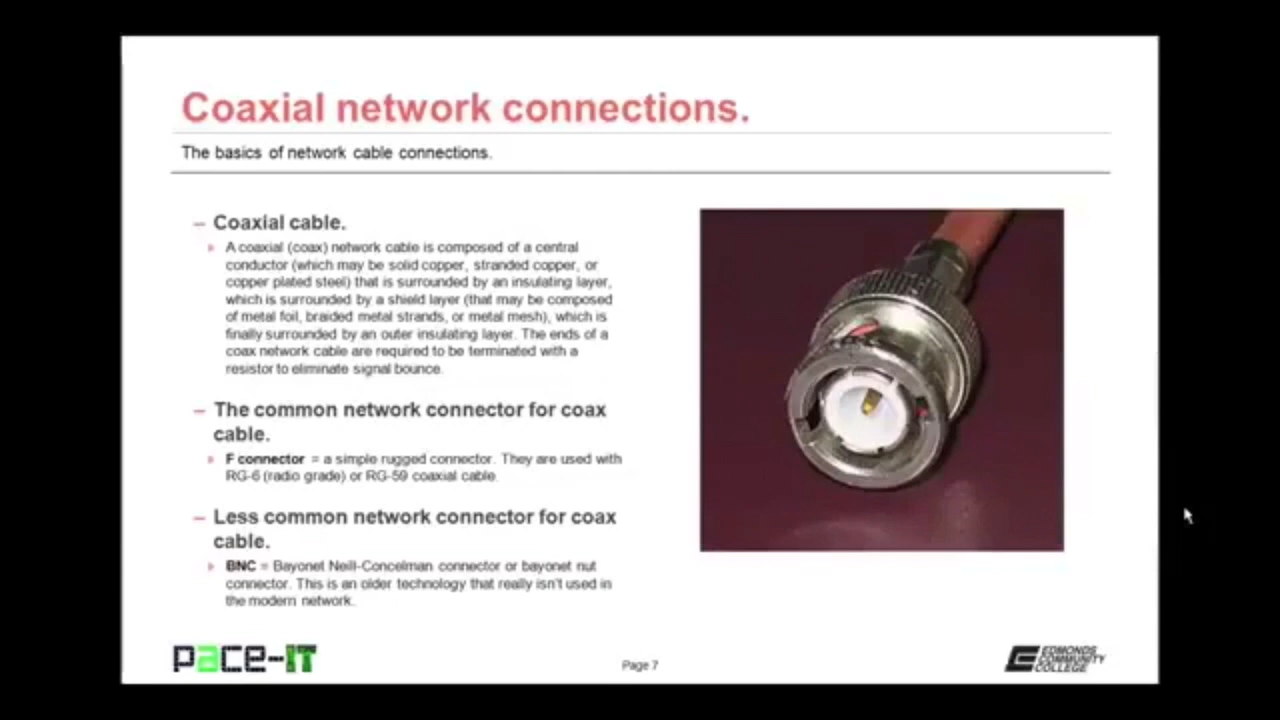 Coaxial network connections.
The basics of network cable connections.
– Coaxial cable.
» A coaxial (coax) network cable is composed of a central
conductor (which may be solid copper, stranded copper, or
copper plated steel) that is surrounded by an insulating layer,
which is surrounded by a shield layer (that may be composed
of metal foil, braided metal strands, or metal mesh), which is
finally surrounded by an outer insulating layer. The ends of a
coax network cable are required to be terminated with a
resistor to eliminate signal bounce.
– The common network connector for coax
cable.
» F connector = a simple rugged connector. They are used with
RG-6 (radio grade) or RG-59 coaxial cable.
– Less common network connector for coax
cable.
» BNC = Bayonet Neill-Concelman connector or bayonet nut
connector. This is an older technology that really isn't used in
the modern network.
pace-IT
Page 7
EDMONDS
COMMUNITY
COLLEGE